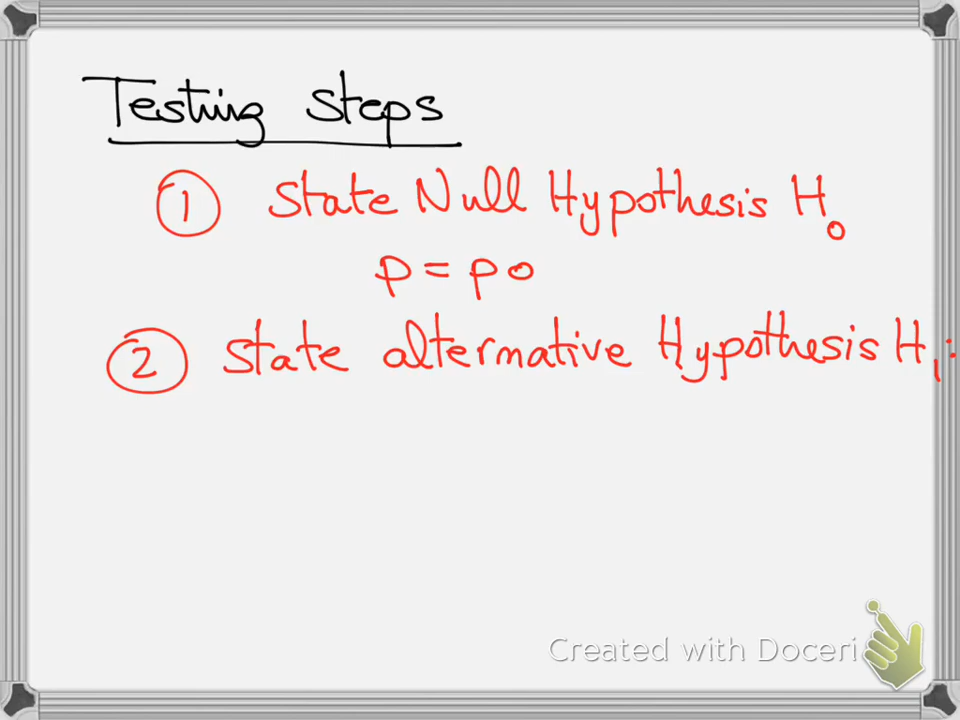 Testing Steps
① State Null Hypothesis H₀
p = p₀
② State alternative Hypothesis H₁:
Created with Doceri